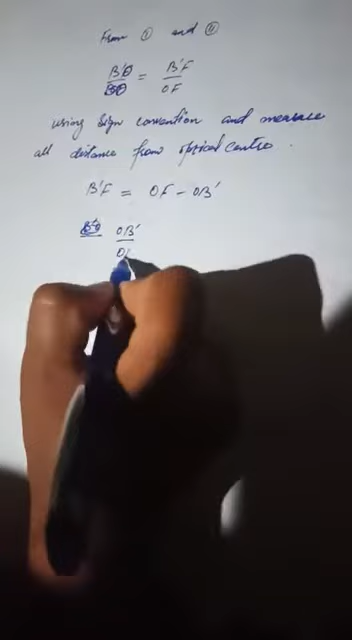 From ① and ②
B'O / BO = B'F / OF
using sign convention and measure
all distance from optical centre.
B'F = OF - OB'
OB' / O